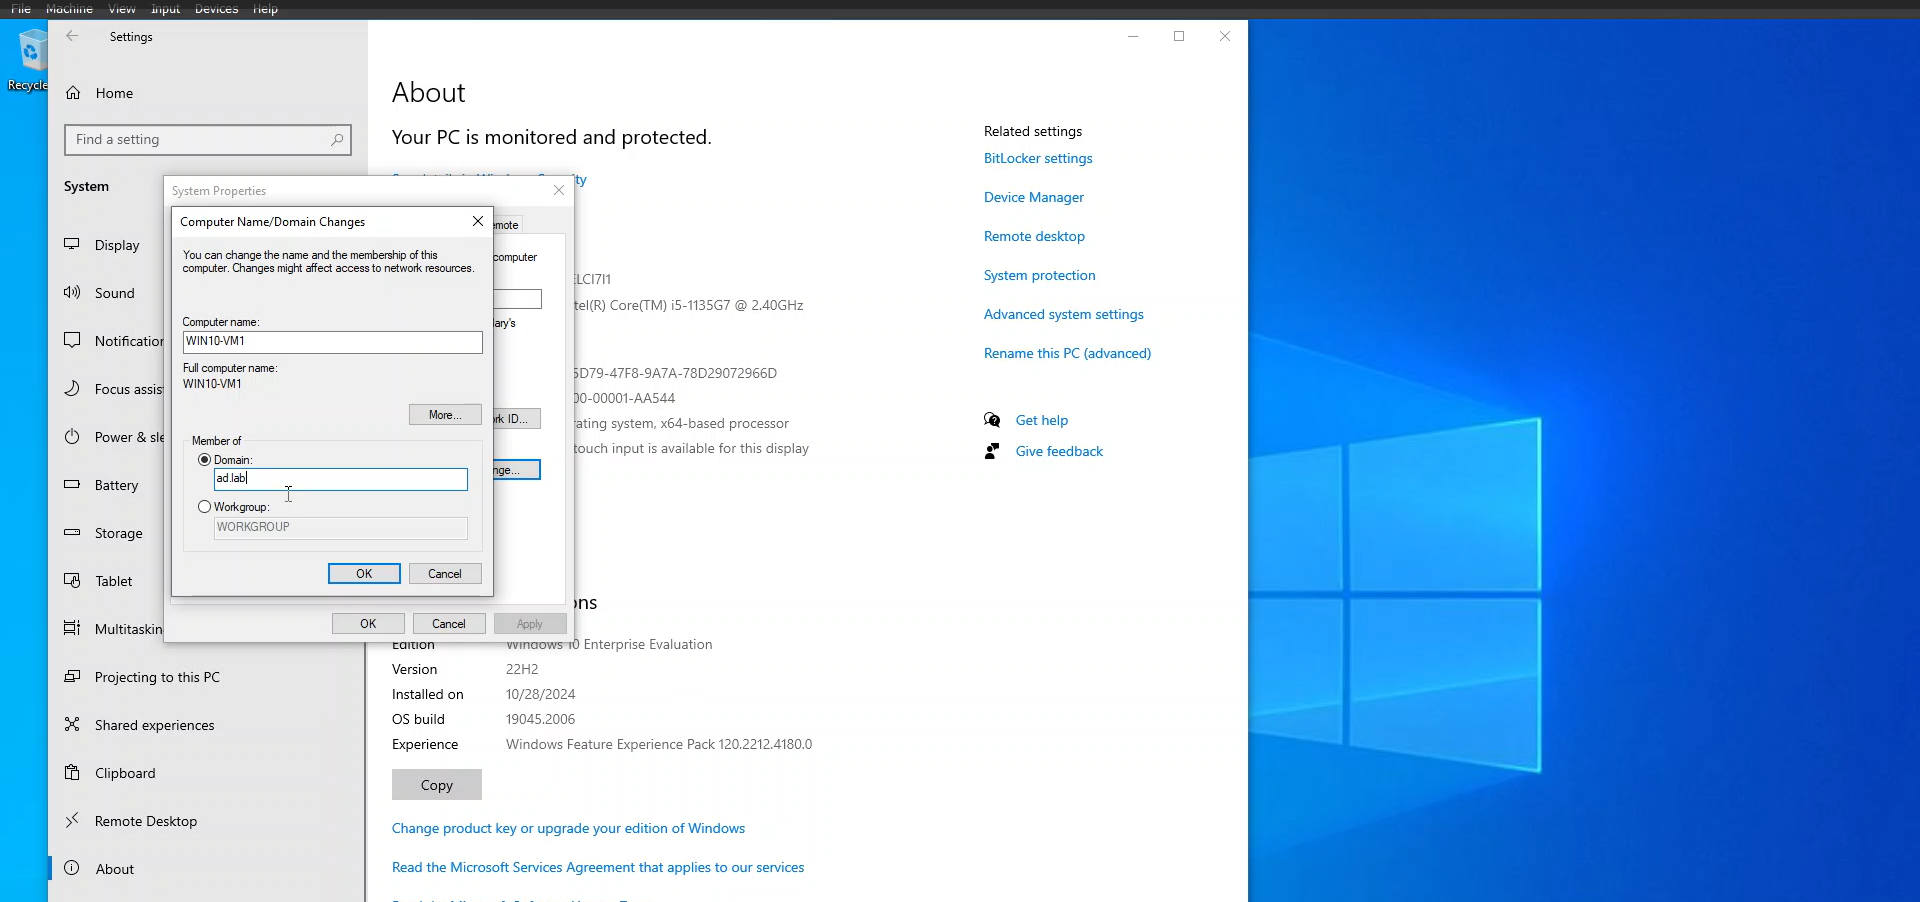 File Machine View Input Devices Help
Recycle
Settings
Home
Find a setting
System
Display
Sound
Notification
Focus assis
Power & sle
Battery
Storage
Tablet
Multitaskin
Projecting to this PC
Shared experiences
Clipboard
Remote Desktop
About
About
Your PC is monitored and protected.
ty
System Properties
emote
computer
ary's
rk ID...
nge...
OK Cancel Apply
Computer Name/Domain Changes
You can change the name and the membership of this
computer. Changes might affect access to network resources.
Computer name:
WIN10-VM1
Full computer name:
WIN10-VM1
More...
Member of
Domain:
ad.lab
Workgroup:
WORKGROUP
OK Cancel
ELCI7I1
tel(R) Core(TM) i5-1135G7 @ 2.40GHz
5D79-47F8-9A7A-78D29072966D
00-00001-AA544
rating system, x64-based processor
touch input is available for this display
ons
Edition Windows 10 Enterprise Evaluation
Version 22H2
Installed on 10/28/2024
OS build 19045.2006
Experience Windows Feature Experience Pack 120.2212.4180.0
Copy
Change product key or upgrade your edition of Windows
Read the Microsoft Services Agreement that applies to our services
Related settings
BitLocker settings
Device Manager
Remote desktop
System protection
Advanced system settings
Rename this PC (advanced)
Get help
Give feedback